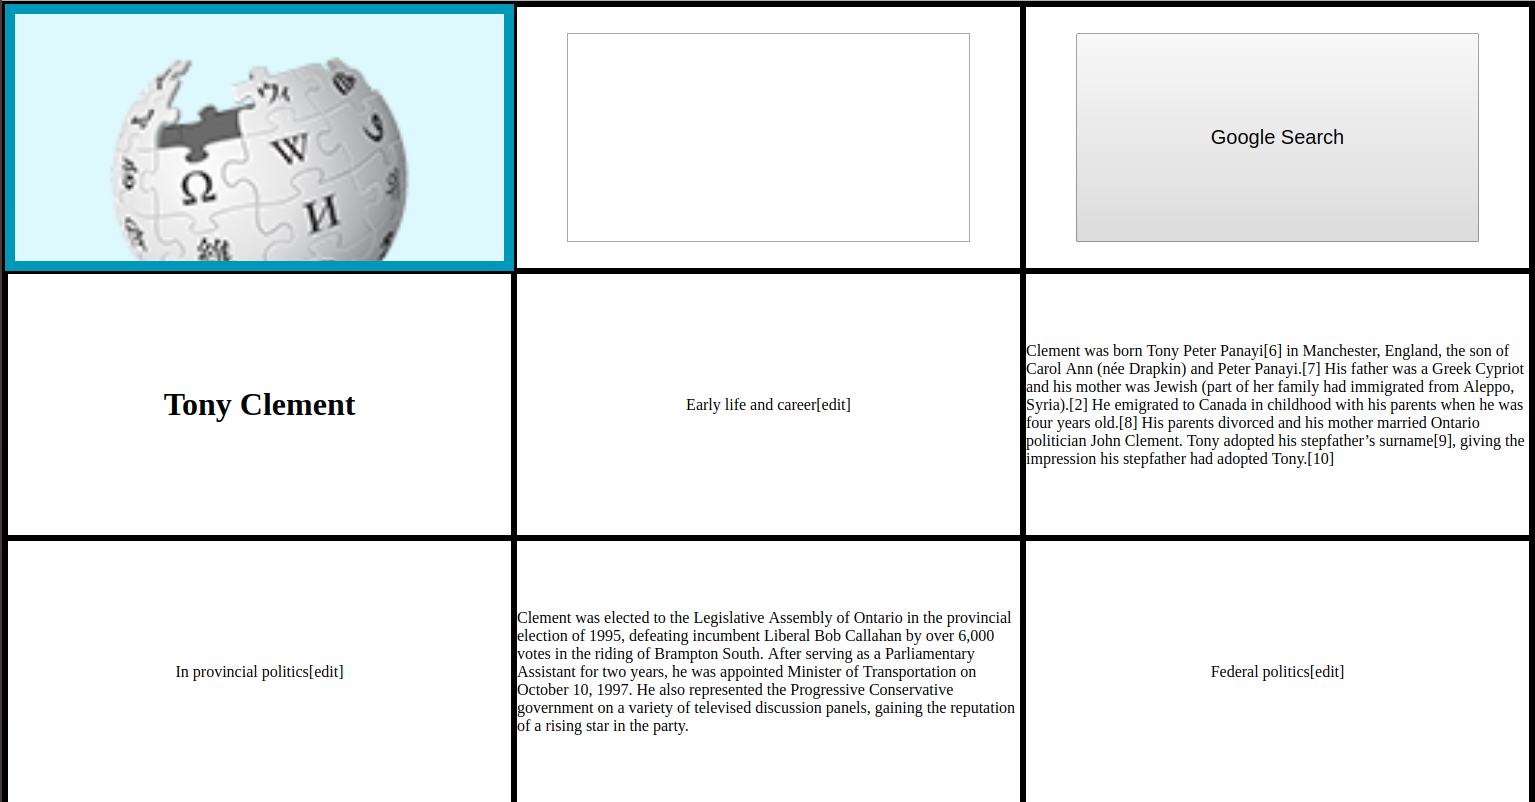 Ω W И
Google Search
Tony Clement
Early life and career[edit]
Clement was born Tony Peter Panayi[6] in Manchester, England, the son of
Carol Ann (née Drapkin) and Peter Panayi.[7] His father was a Greek Cypriot
and his mother was Jewish (part of her family had immigrated from Aleppo,
Syria).[2] He emigrated to Canada in childhood with his parents when he was
four years old.[8] His parents divorced and his mother married Ontario
politician John Clement. Tony adopted his stepfather’s surname[9], giving the
impression his stepfather had adopted Tony.[10]
In provincial politics[edit]
Clement was elected to the Legislative Assembly of Ontario in the provincial
election of 1995, defeating incumbent Liberal Bob Callahan by over 6,000
votes in the riding of Brampton South. After serving as a Parliamentary
Assistant for two years, he was appointed Minister of Transportation on
October 10, 1997. He also represented the Progressive Conservative
government on a variety of televised discussion panels, gaining the reputation
of a rising star in the party.
Federal politics[edit]